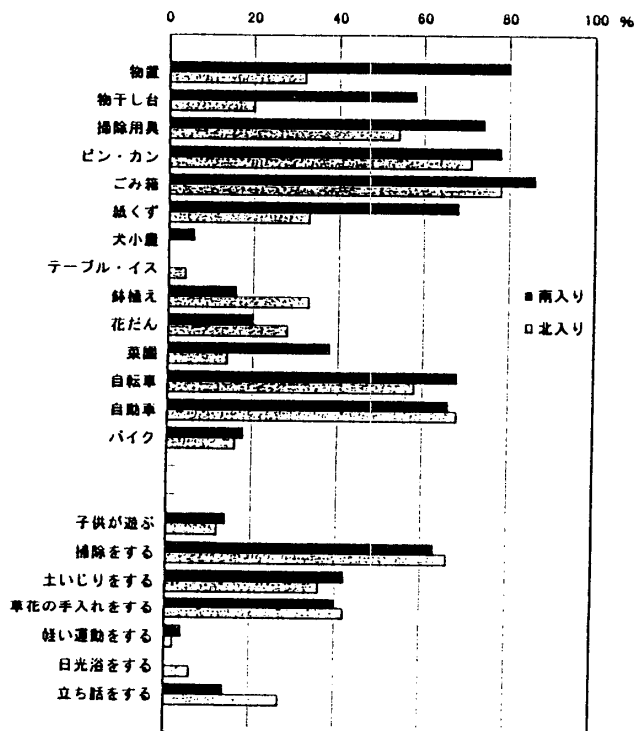 0 20 40 60 80 100 %
物置
物干し台
掃除用具
ビン・カン
ごみ箱
紙くず
犬小屋
テーブル・イス
鉢植え
花だん
菜園
自転車
自動車
バイク
子供が遊ぶ
掃除をする
土いじりをする
草花の手入れをする
軽い運動をする
日光浴をする
立ち話をする
■南入り
□北入り